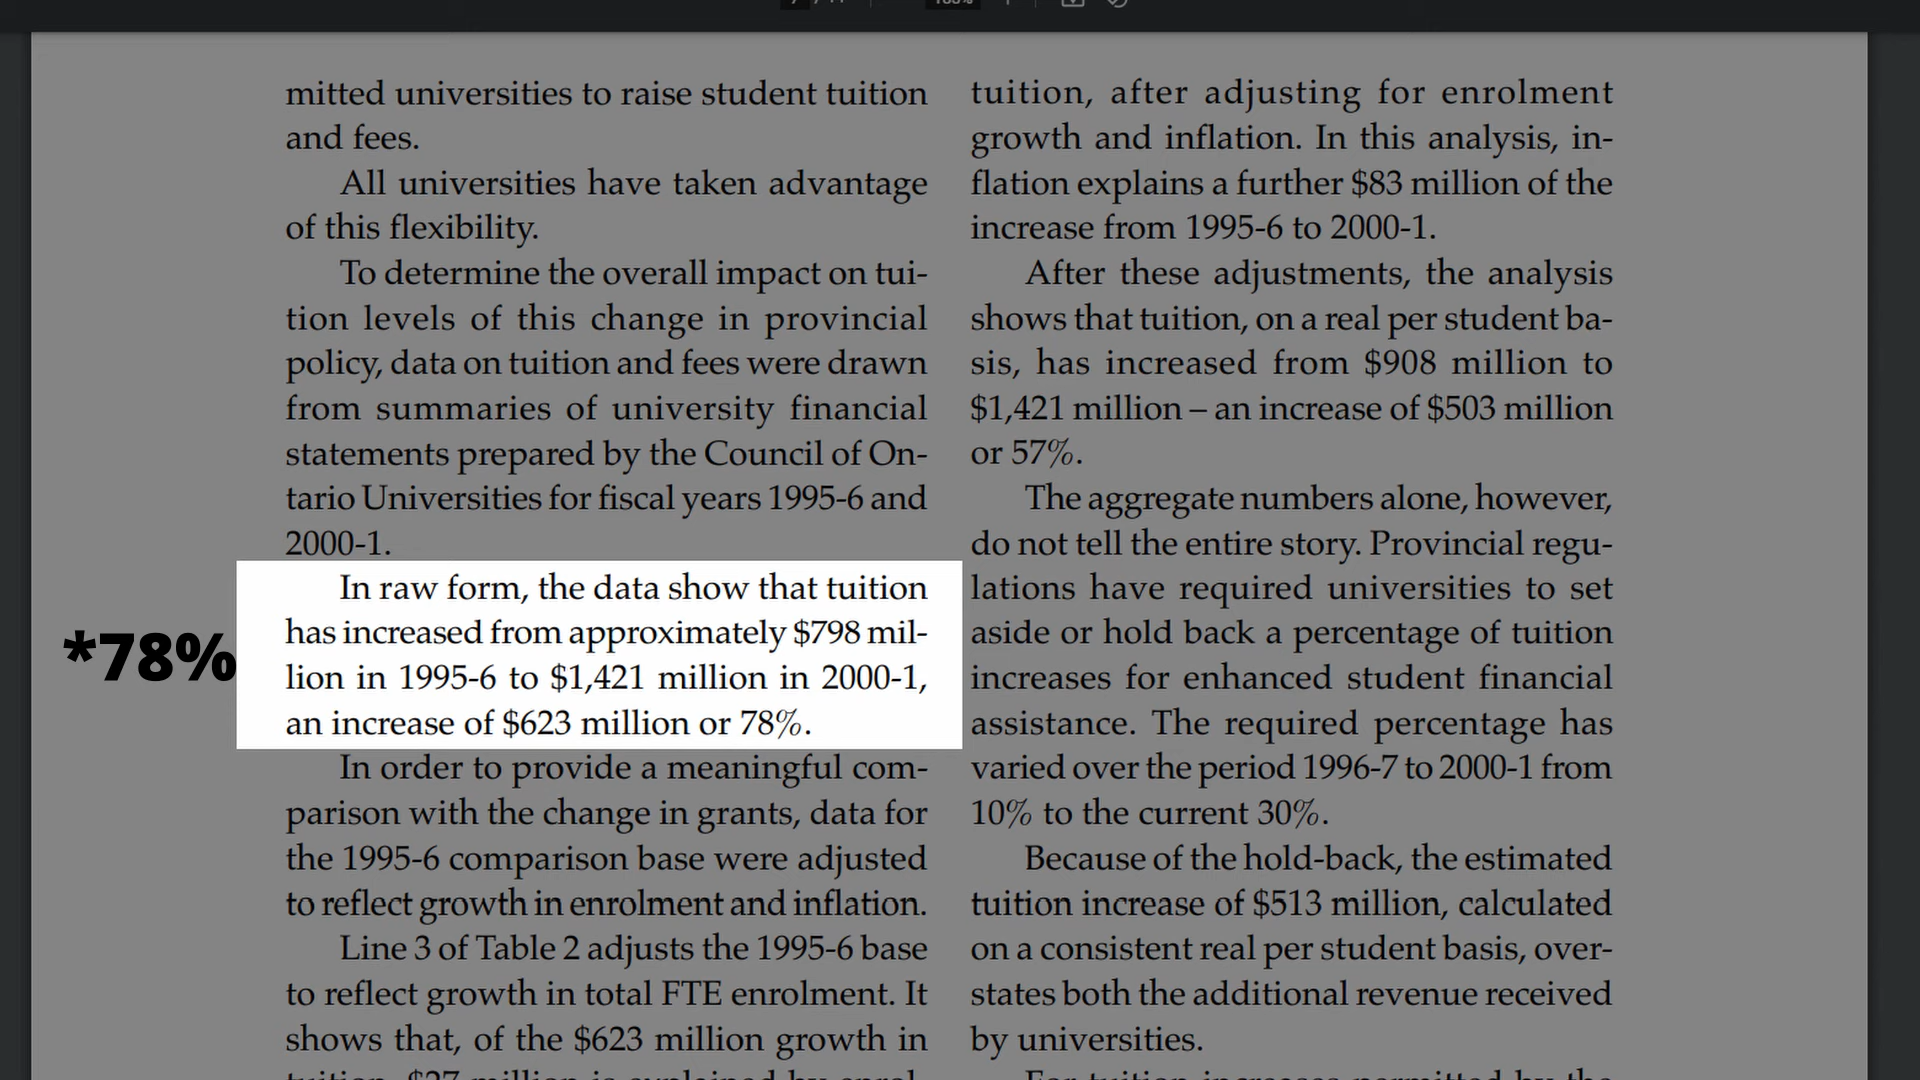 mitted universities to raise student tuition
and fees.
All universities have taken advantage
of this flexibility.
To determine the overall impact on tui-
tion levels of this change in provincial
policy, data on tuition and fees were drawn
from summaries of university financial
statements prepared by the Council of On-
tario Universities for fiscal years 1995-6 and
2000-1.
*78%
In raw form, the data show that tuition
has increased from approximately $798 mil-
lion in 1995-6 to $1,421 million in 2000-1,
an increase of $623 million or 78%.
In order to provide a meaningful com-
parison with the change in grants, data for
the 1995-6 comparison base were adjusted
to reflect growth in enrolment and inflation.
Line 3 of Table 2 adjusts the 1995-6 base
to reflect growth in total FTE enrolment. It
shows that, of the $623 million growth in
tuition, $27 million is explained by enrol-
tuition, after adjusting for enrolment
growth and inflation. In this analysis, in-
flation explains a further $83 million of the
increase from 1995-6 to 2000-1.
After these adjustments, the analysis
shows that tuition, on a real per student ba-
sis, has increased from $908 million to
$1,421 million – an increase of $503 million
or 57%.
The aggregate numbers alone, however,
do not tell the entire story. Provincial regu-
lations have required universities to set
aside or hold back a percentage of tuition
increases for enhanced student financial
assistance. The required percentage has
varied over the period 1996-7 to 2000-1 from
10% to the current 30%.
Because of the hold-back, the estimated
tuition increase of $513 million, calculated
on a consistent real per student basis, over-
states both the additional revenue received
by universities.
For tuition increases permitted by the